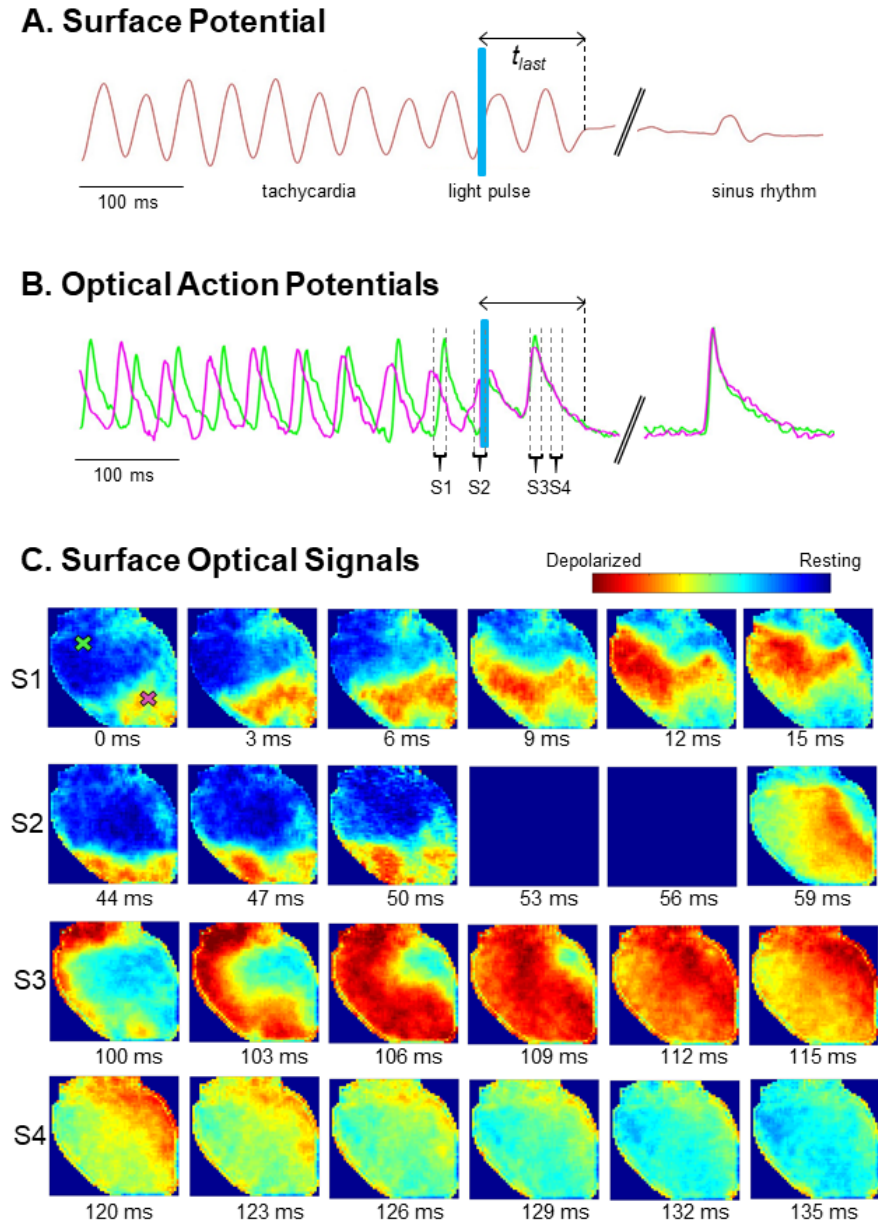 A. Surface Potential
t_last
100 ms
tachycardia
light pulse
sinus rhythm
B. Optical Action Potentials
100 ms
S1
S2
S3
S4
C. Surface Optical Signals
Depolarized
Resting
S1
0 ms
3 ms
6 ms
9 ms
12 ms
15 ms
S2
44 ms
47 ms
50 ms
53 ms
56 ms
59 ms
S3
100 ms
103 ms
106 ms
109 ms
112 ms
115 ms
S4
120 ms
123 ms
126 ms
129 ms
132 ms
135 ms